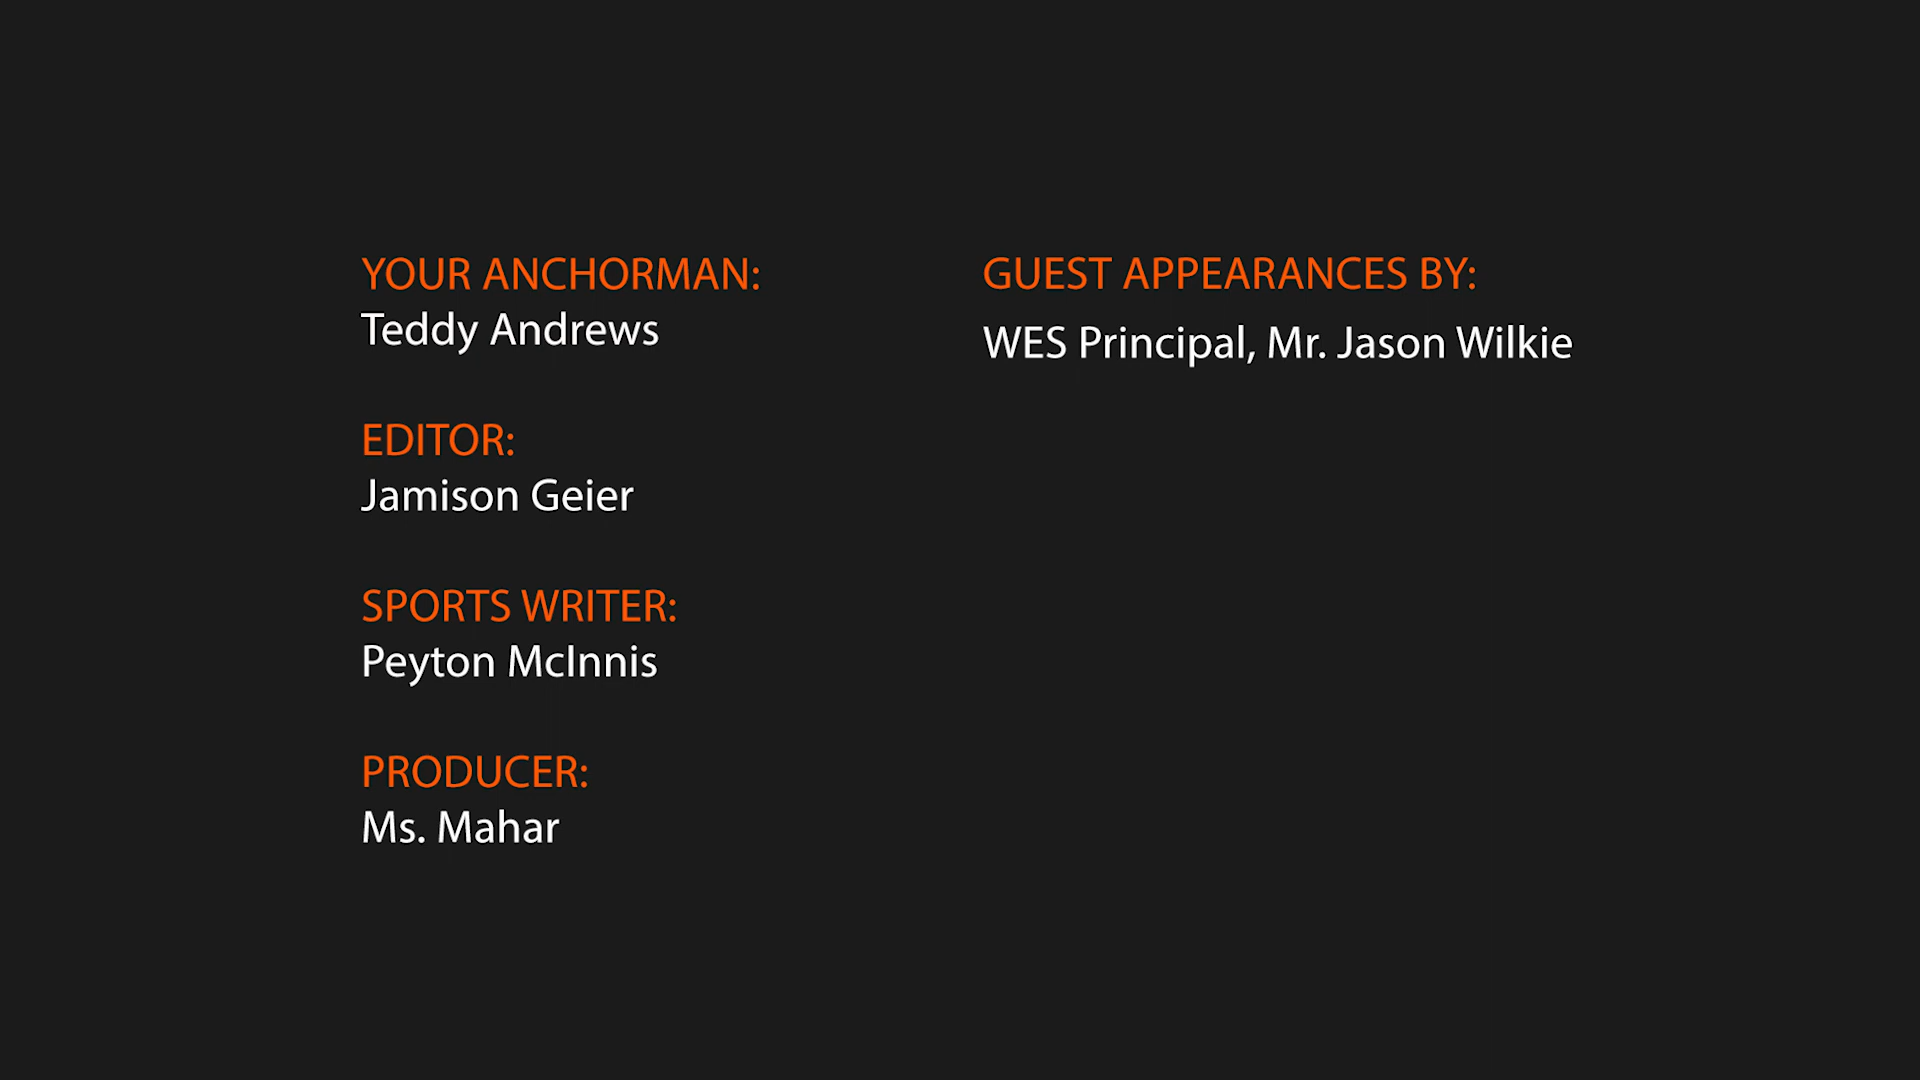 YOUR ANCHORMAN:
Teddy Andrews
EDITOR:
Jamison Geier
SPORTS WRITER:
Peyton McInnis
PRODUCER:
Ms. Mahar
GUEST APPEARANCES BY:
WES Principal, Mr. Jason Wilkie